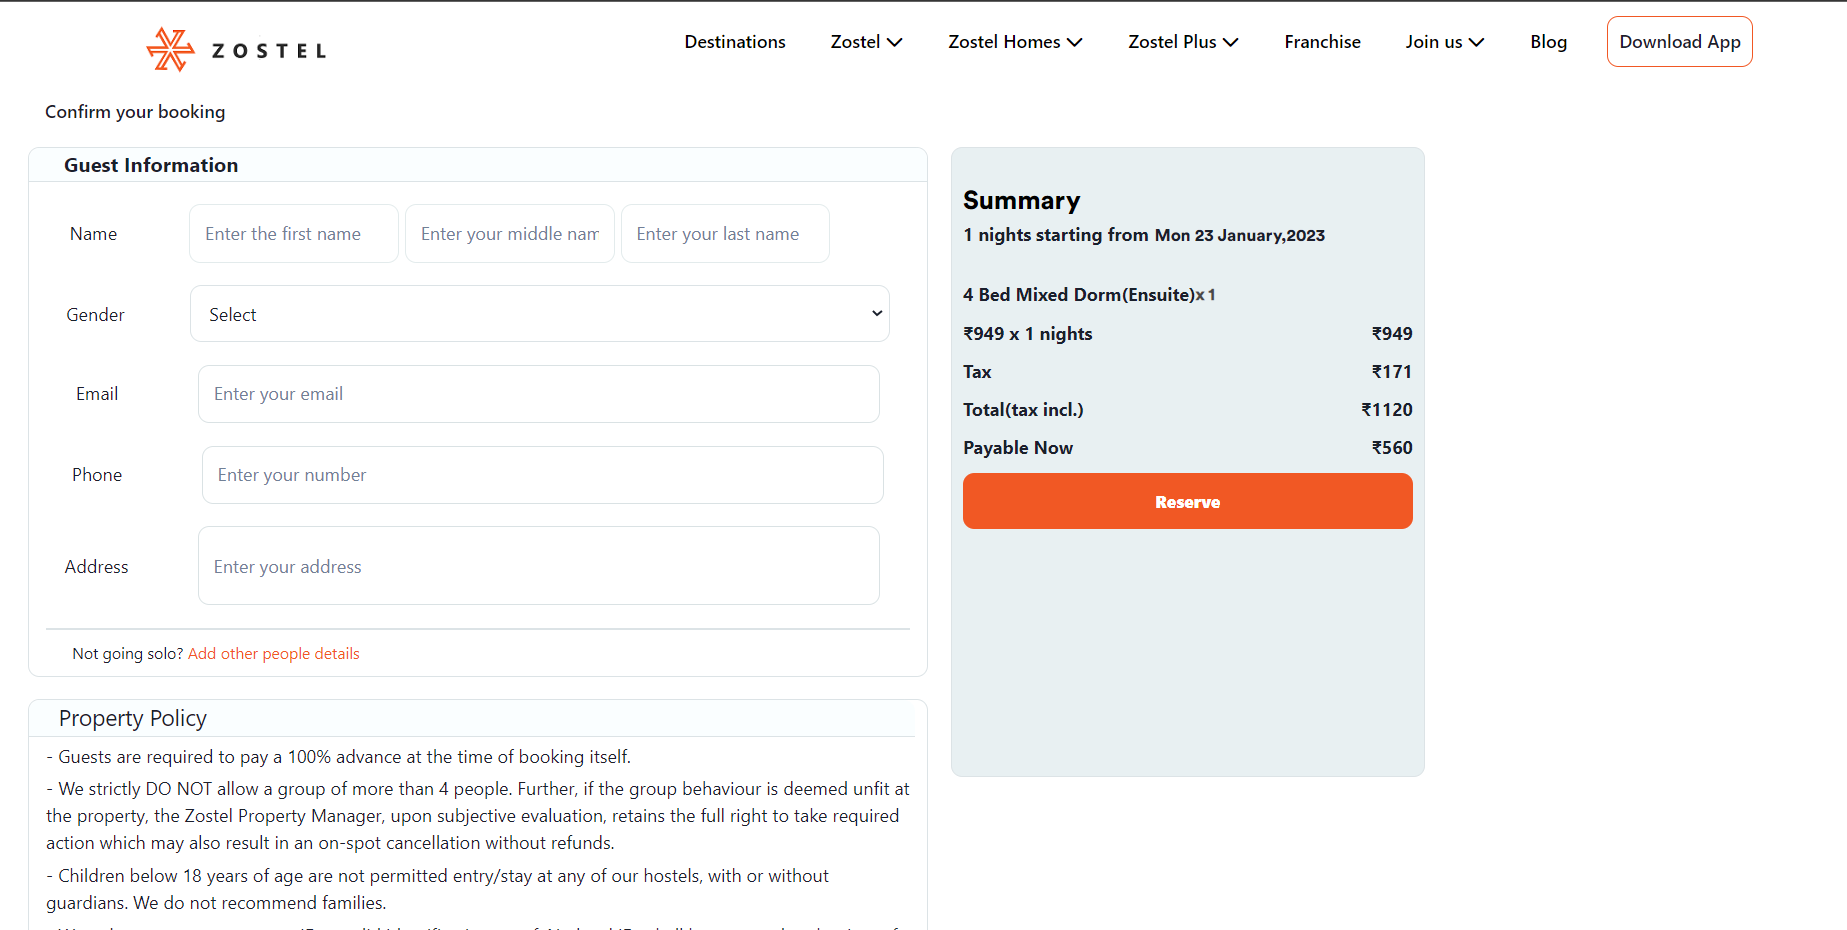 ZOSTEL
Destinations Zostel Zostel Homes Zostel Plus Franchise Join us Blog Download App
Confirm your booking
Guest Information
Name Enter the first name Enter your middle nam Enter your last name
Gender Select
Email Enter your email
Phone Enter your number
Address Enter your address
Not going solo? Add other people details
Property Policy
- Guests are required to pay a 100% advance at the time of booking itself.
- We strictly DO NOT allow a group of more than 4 people. Further, if the group behaviour is deemed unfit at
the property, the Zostel Property Manager, upon subjective evaluation, retains the full right to take required
action which may also result in an on-spot cancellation without refunds.
- Children below 18 years of age are not permitted entry/stay at any of our hostels, with or without
guardians. We do not recommend families.
Summary
1 nights starting from Mon 23 January,2023
4 Bed Mixed Dorm(Ensuite)x 1
₹949 x 1 nights ₹949
Tax ₹171
Total(tax incl.) ₹1120
Payable Now ₹560
Reserve